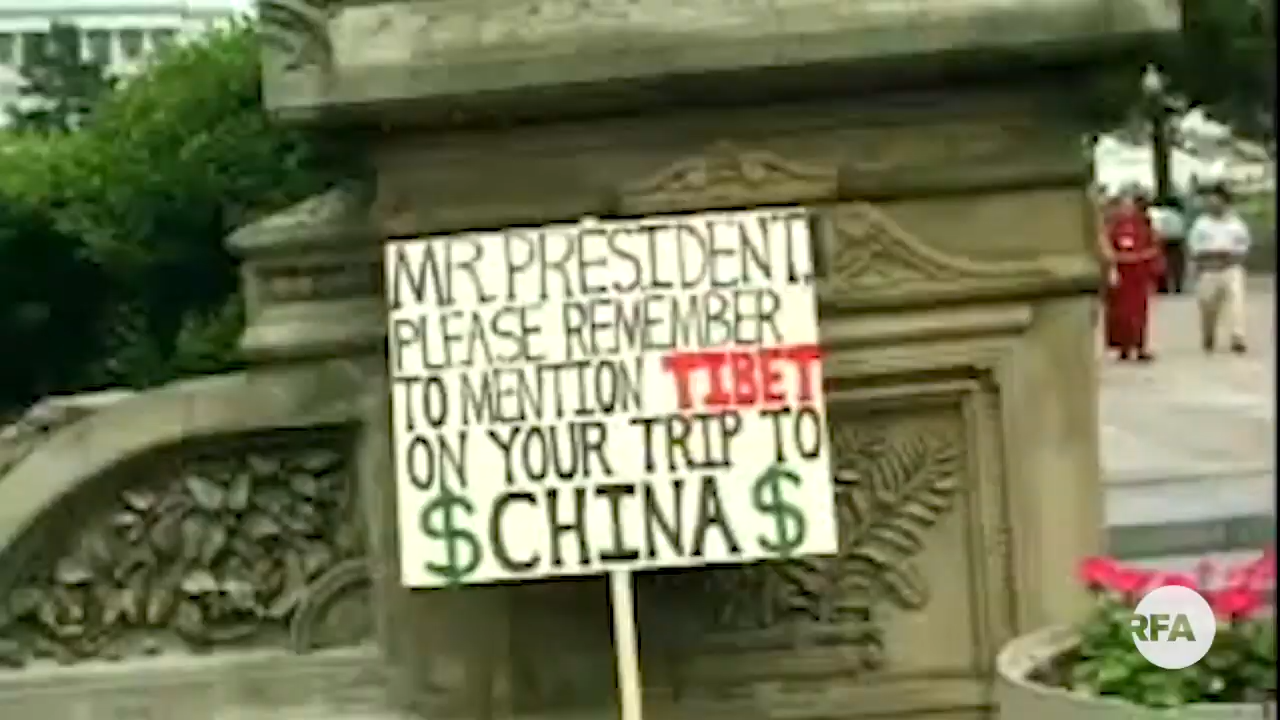 MR PRESIDENT,
PLEASE REMEMBER
TO MENTION TIBET
ON YOUR TRIP TO
$CHINA$
RFA